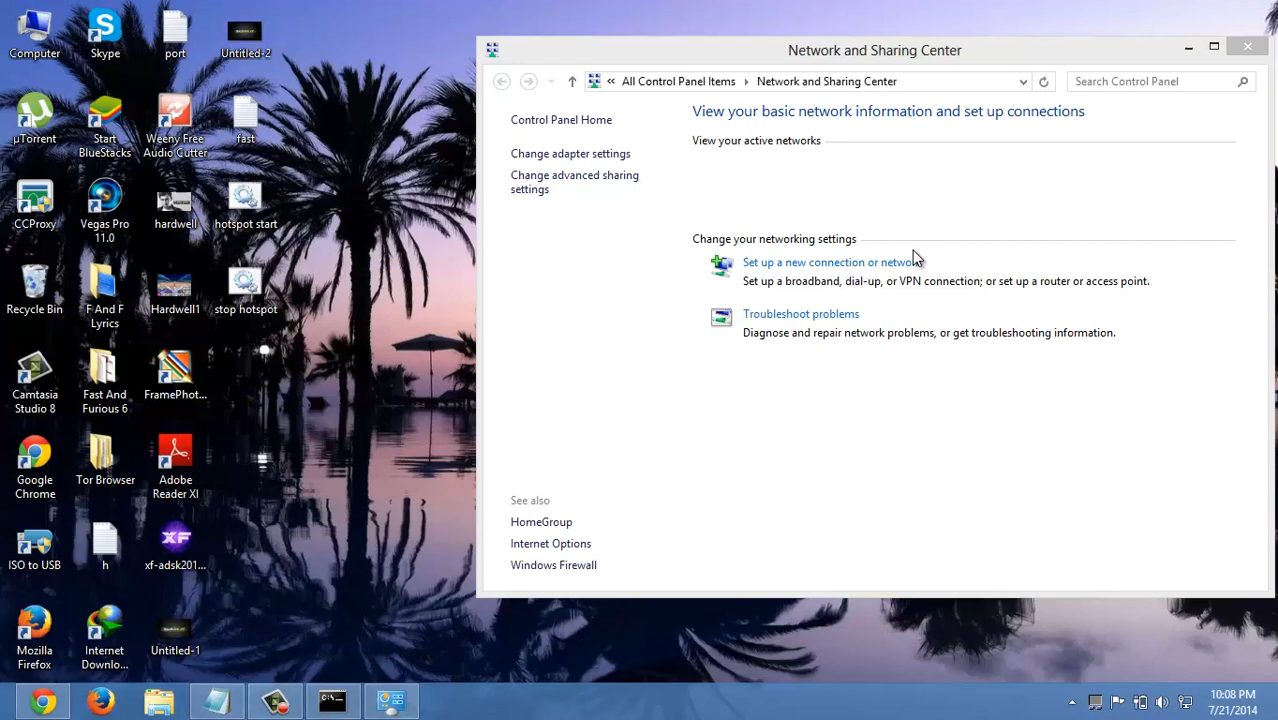 Computer
Skype
port
Untitled-2
µTorrent
Start
BlueStacks
Weeny Free
Audio Cutter
fast
CCProxy
Vegas Pro
11.0
hardwell
hotspot start
Recycle Bin
F And F
Lyrics
Hardwell1
stop hotspot
Camtasia
Studio 8
Fast And
Furious 6
FramePhot...
Google
Chrome
Tor Browser
Adobe
Reader XI
ISO to USB
h
xf-adsk201...
Mozilla
Firefox
Internet
Downlo...
Untitled-1
Network and Sharing Center
« All Control Panel Items ▸ Network and Sharing Center
Search Control Panel
Control Panel Home
Change adapter settings
Change advanced sharing
settings
View your basic network information and set up connections
View your active networks
Change your networking settings
Set up a new connection or network
Set up a broadband, dial-up, or VPN connection; or set up a router or access point.
Troubleshoot problems
Diagnose and repair network problems, or get troubleshooting information.
See also
HomeGroup
Internet Options
Windows Firewall
XF
C:\
10:08 PM
7/21/2014